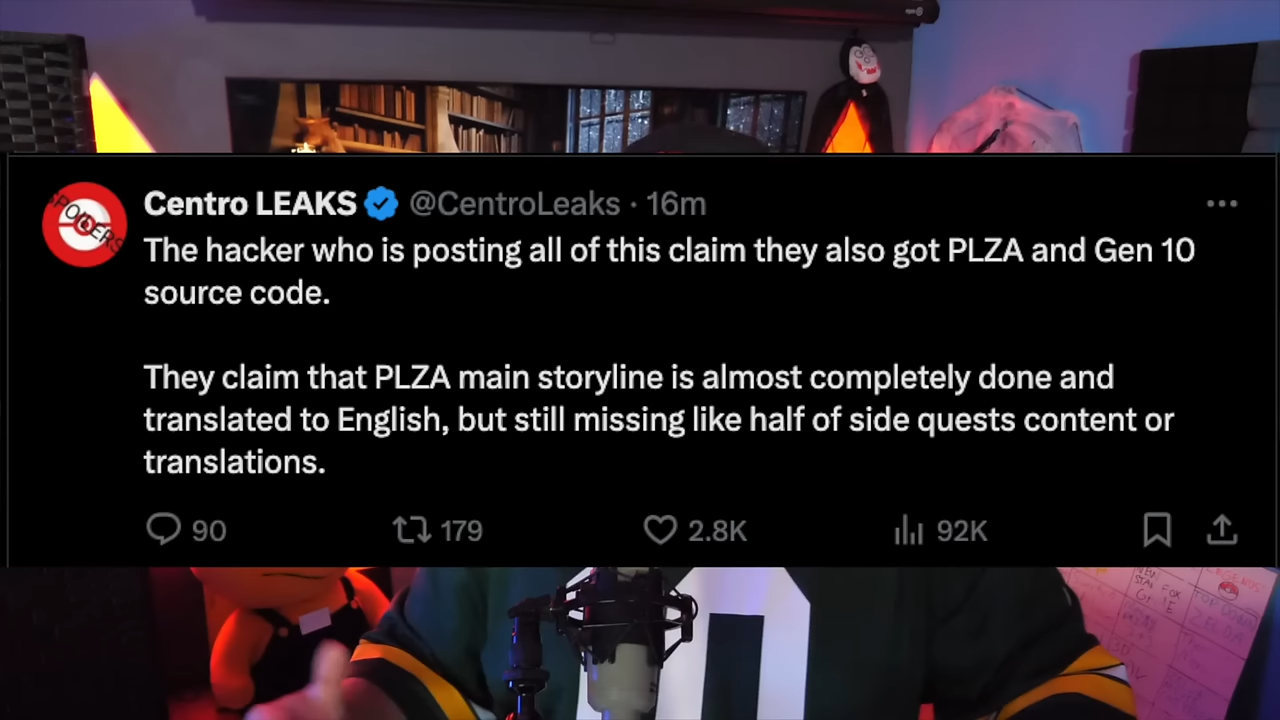 SPOILERS
Centro LEAKS @CentroLeaks · 16m
The hacker who is posting all of this claim they also got PLZA and Gen 10
source code.
They claim that PLZA main storyline is almost completely done and
translated to English, but still missing like half of side quests content or
translations.
90 179 2.8K 92K